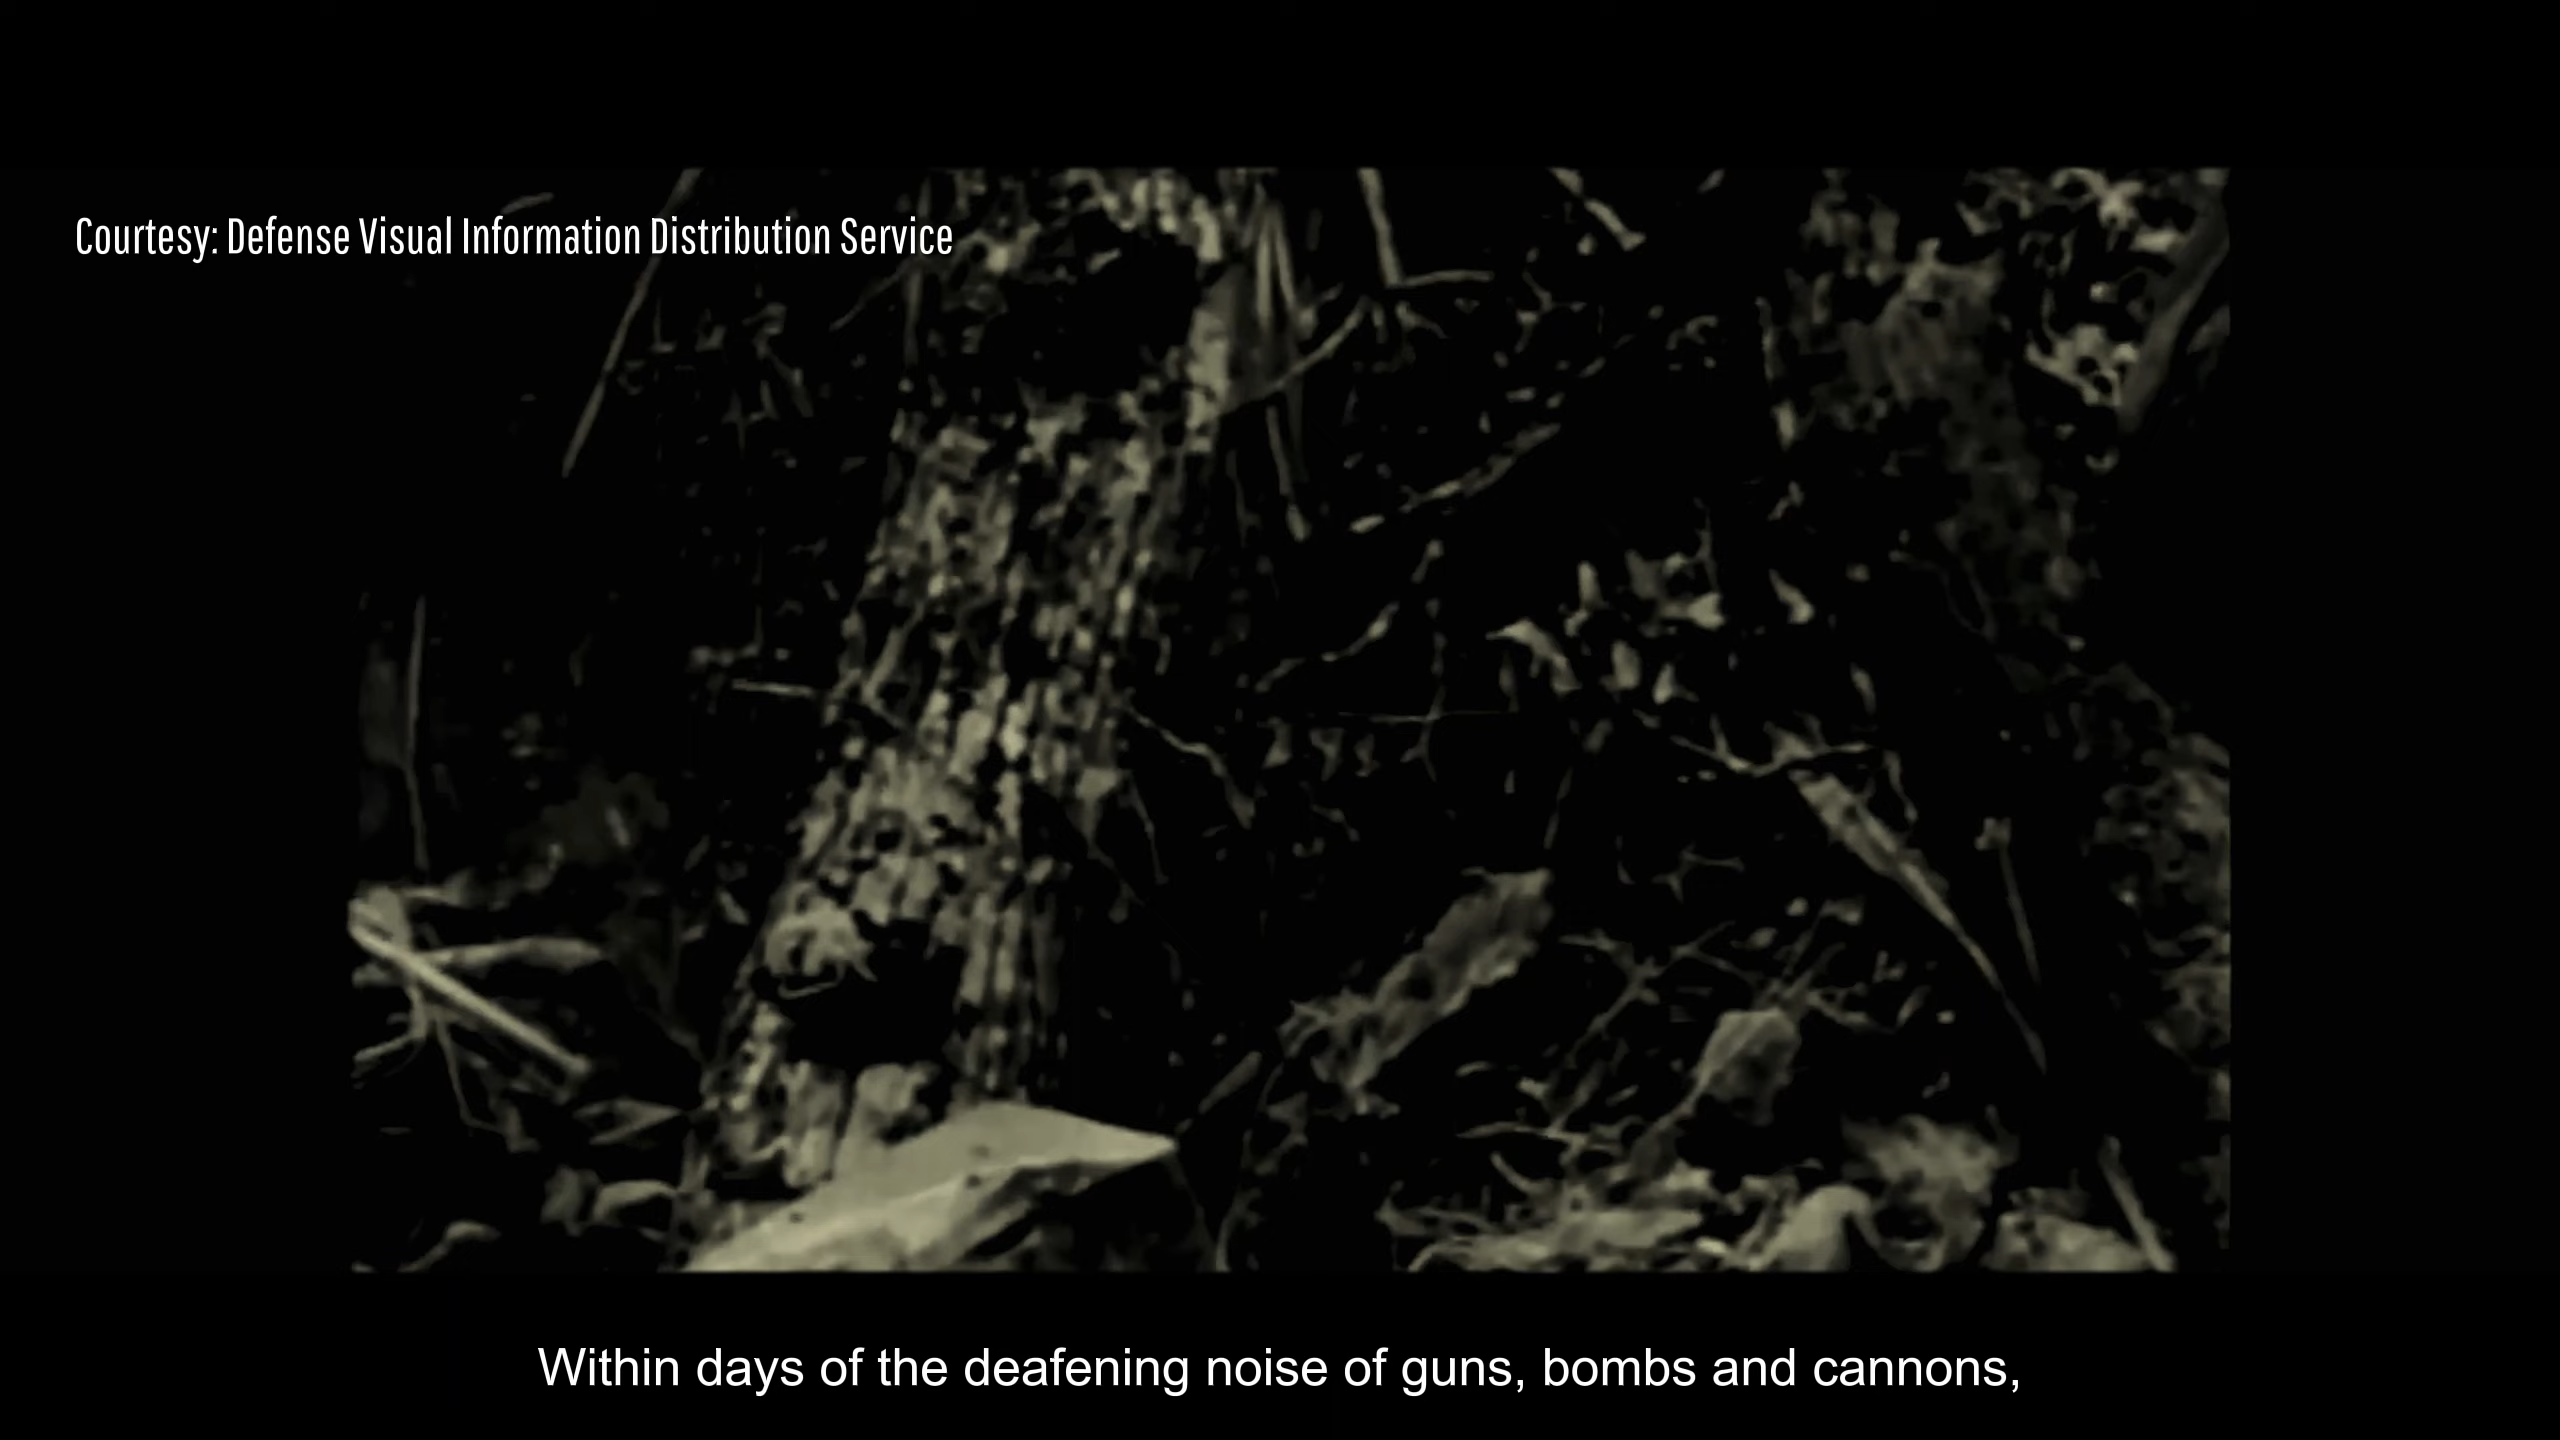 Courtesy: Defense Visual Information Distribution Service
Within days of the deafening noise of guns, bombs and cannons,